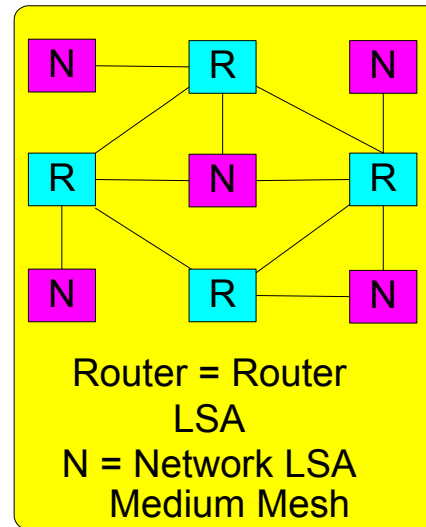 N R N
R N R
N R N
Router = Router
LSA
N = Network LSA
Medium Mesh